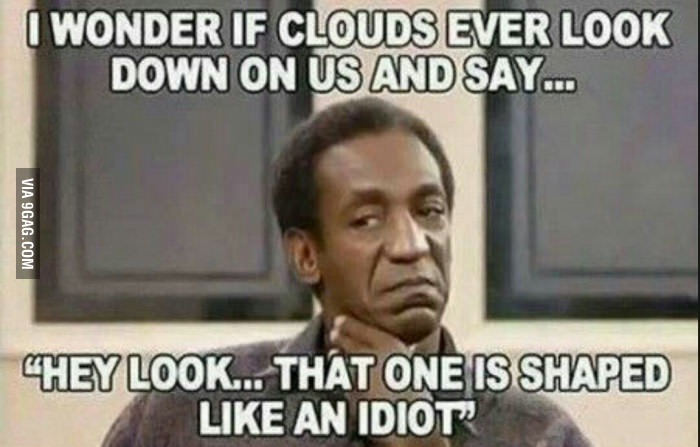 I WONDER IF CLOUDS EVER LOOK
DOWN ON US AND SAY...
VIA 9GAG.COM
“HEY LOOK... THAT ONE IS SHAPED
LIKE AN IDIOT”